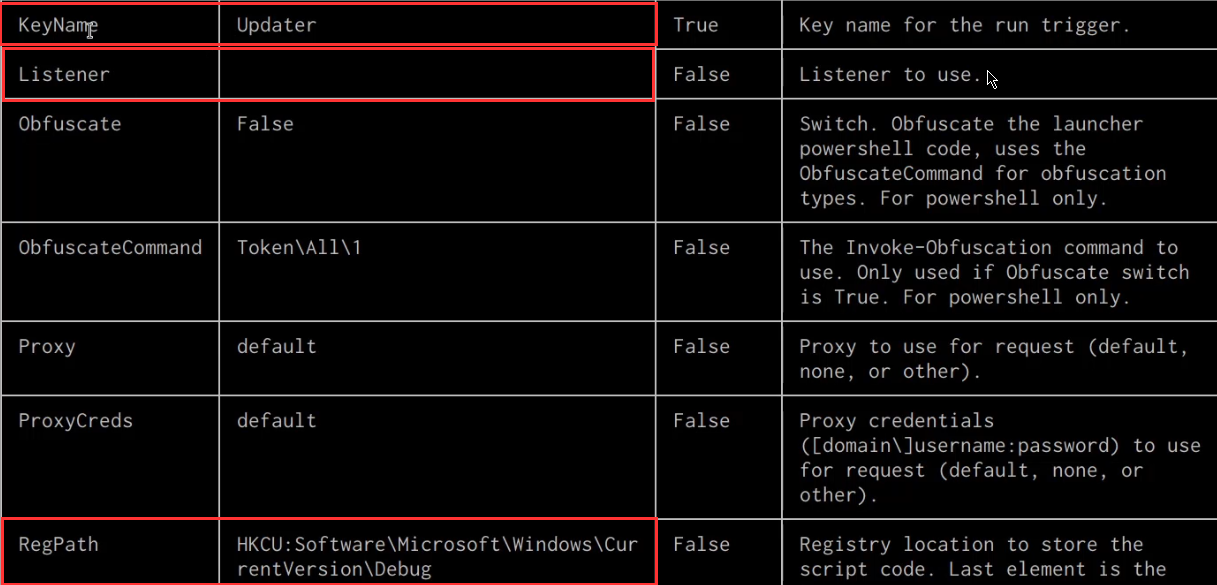 KeyName Updater True Key name for the run trigger.
Listener False Listener to use.
Obfuscate False False Switch. Obfuscate the launcher
powershell code, uses the
ObfuscateCommand for obfuscation
types. For powershell only.
ObfuscateCommand Token\All\1 False The Invoke-Obfuscation command to
use. Only used if Obfuscate switch
is True. For powershell only.
Proxy default False Proxy to use for request (default,
none, or other).
ProxyCreds default False Proxy credentials
([domain\]username:password) to use
for request (default, none, or
other).
RegPath HKCU:Software\Microsoft\Windows\Cur False Registry location to store the
rentVersion\Debug script code. Last element is the